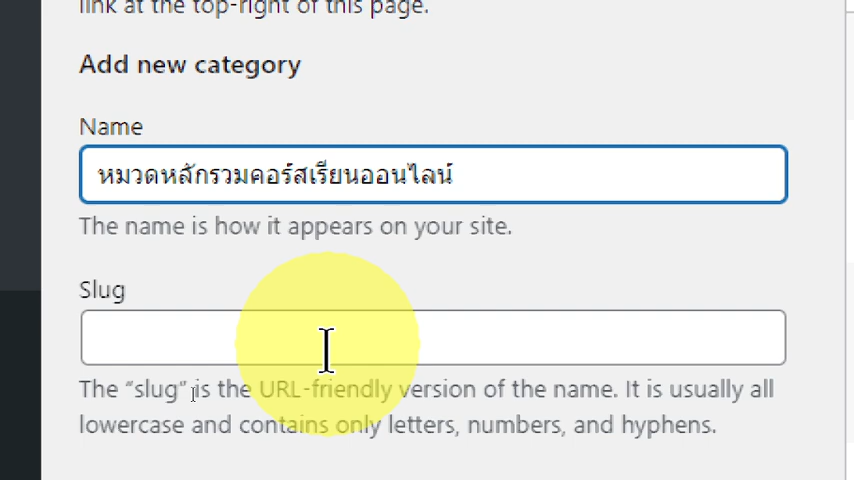 link at the top-right of this page.
Add new category
Name
หมวดหลักรวมคอร์สเรียนออนไลน์
The name is how it appears on your site.
Slug
The “slug” is the URL-friendly version of the name. It is usually all
lowercase and contains only letters, numbers, and hyphens.